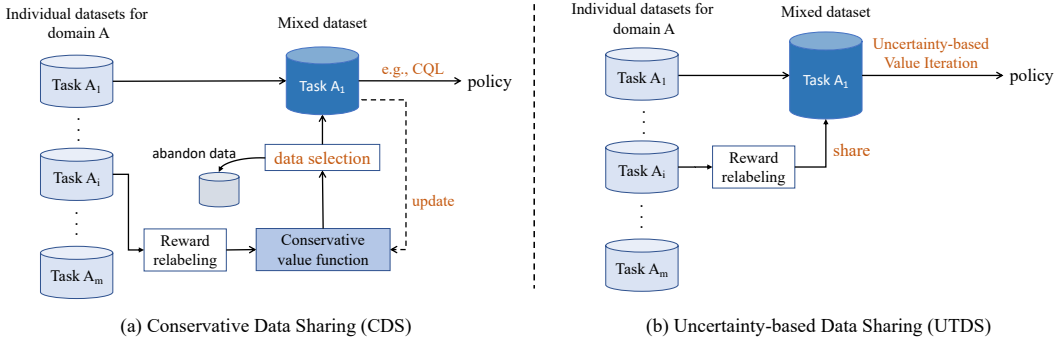 Individual datasets for
domain A
Mixed dataset
Task A1
Task A1
e.g., CQL
policy
abandon data
data selection
Task Ai
update
Reward
relabeling
Conservative
value function
Task Am
(a) Conservative Data Sharing (CDS)
Individual datasets for
domain A
Mixed dataset
Task A1
Task A1
Uncertainty-based
Value Iteration
policy
share
Task Ai
Reward
relabeling
Task Am
(b) Uncertainty-based Data Sharing (UTDS)